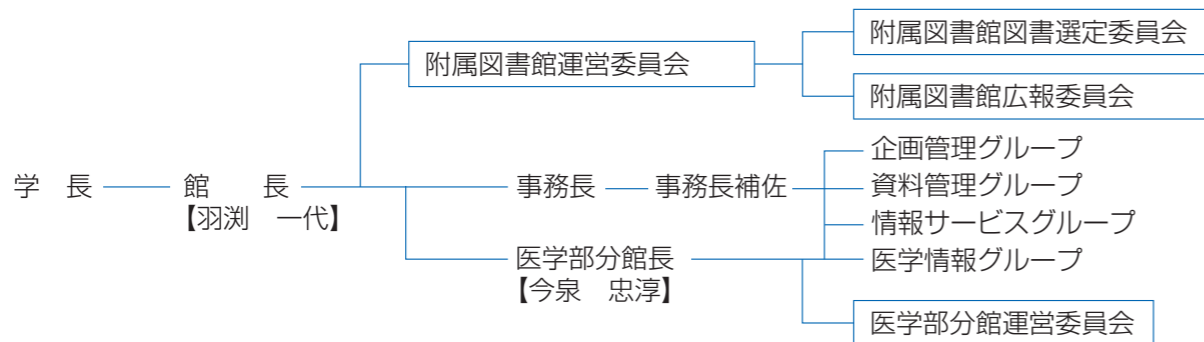 附属図書館運営委員会
附属図書館図書選定委員会
附属図書館広報委員会
学　長
館　　長
【羽渕　一代】
事務長
事務長補佐
企画管理グループ
資料管理グループ
情報サービスグループ
医学情報グループ
医学部分館長
【今泉　忠淳】
医学部分館運営委員会